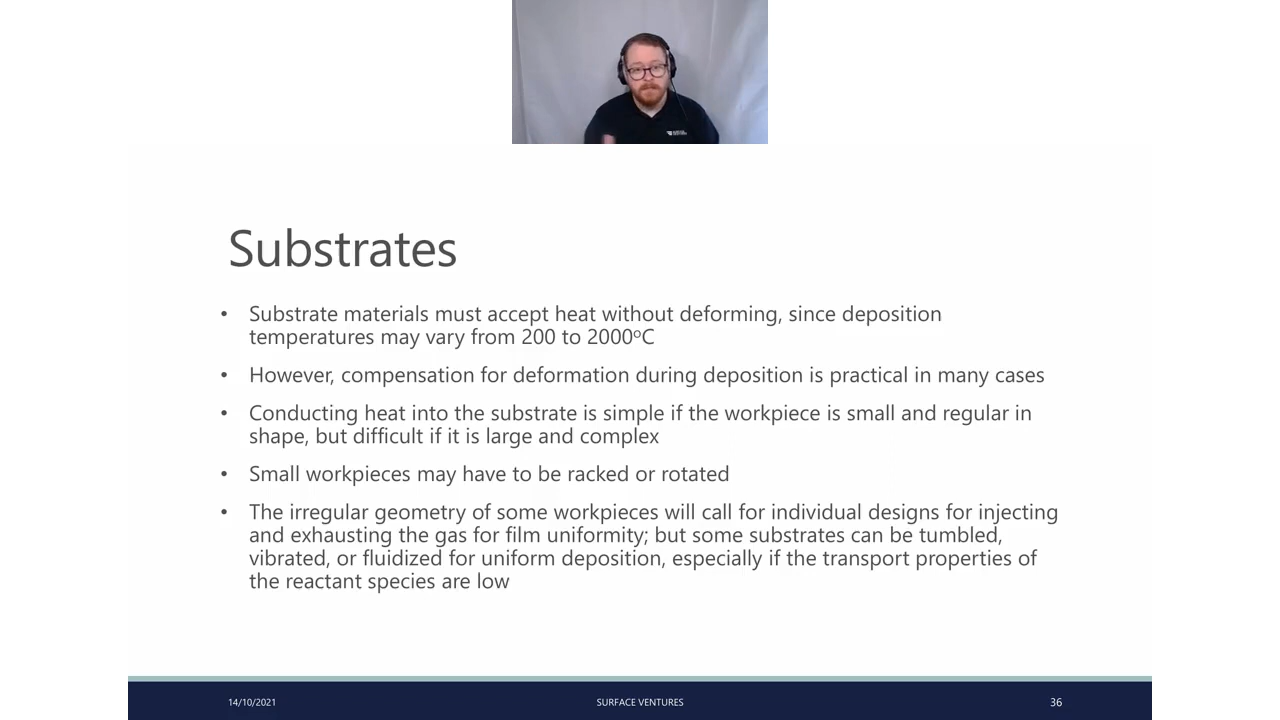 Substrates
• Substrate materials must accept heat without deforming, since deposition
temperatures may vary from 200 to 2000ºC
• However, compensation for deformation during deposition is practical in many cases
• Conducting heat into the substrate is simple if the workpiece is small and regular in
shape, but difficult if it is large and complex
• Small workpieces may have to be racked or rotated
• The irregular geometry of some workpieces will call for individual designs for injecting
and exhausting the gas for film uniformity; but some substrates can be tumbled,
vibrated, or fluidized for uniform deposition, especially if the transport properties of
the reactant species are low
14/10/2021
SURFACE VENTURES
36